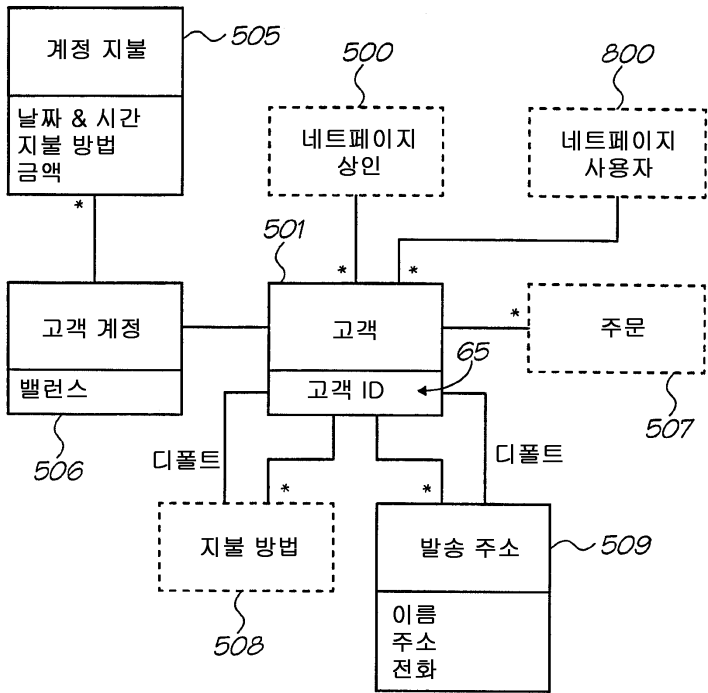 계정 지불
505
날짜 & 시간
지불 방법
금액
*
500
네트페이지
상인
800
네트페이지
사용자
501
*
*
고객 계정
밸런스
506
고객
고객 ID
65
*
주문
507
디폴트
디폴트
*
*
지불 방법
508
발송 주소
509
이름
주소
전화